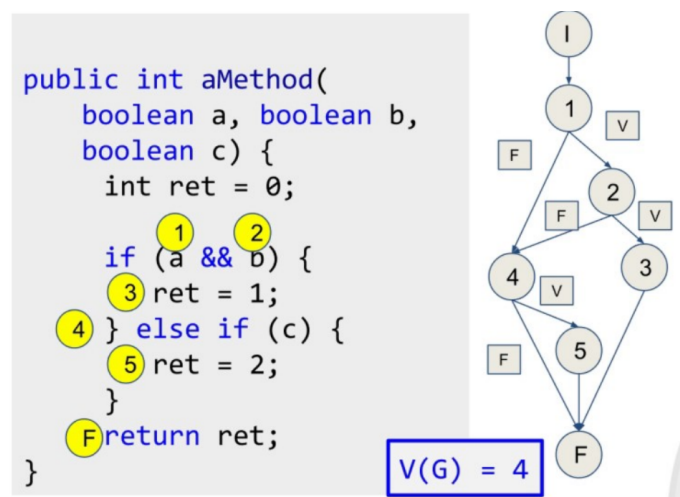 public int aMethod(
boolean a, boolean b,
boolean c) {
int ret = 0;
1 2
if (a && b) {
3 ret = 1;
4 } else if (c) {
5 ret = 2;
}
F return ret;
}
V(G) = 4
I
1
V
F
2
F
V
4
3
V
5
F
F